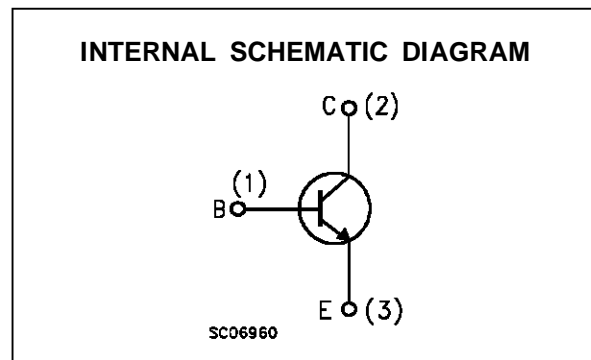 INTERNAL SCHEMATIC DIAGRAM
C (2)
(1)
B
E (3)
SC06960